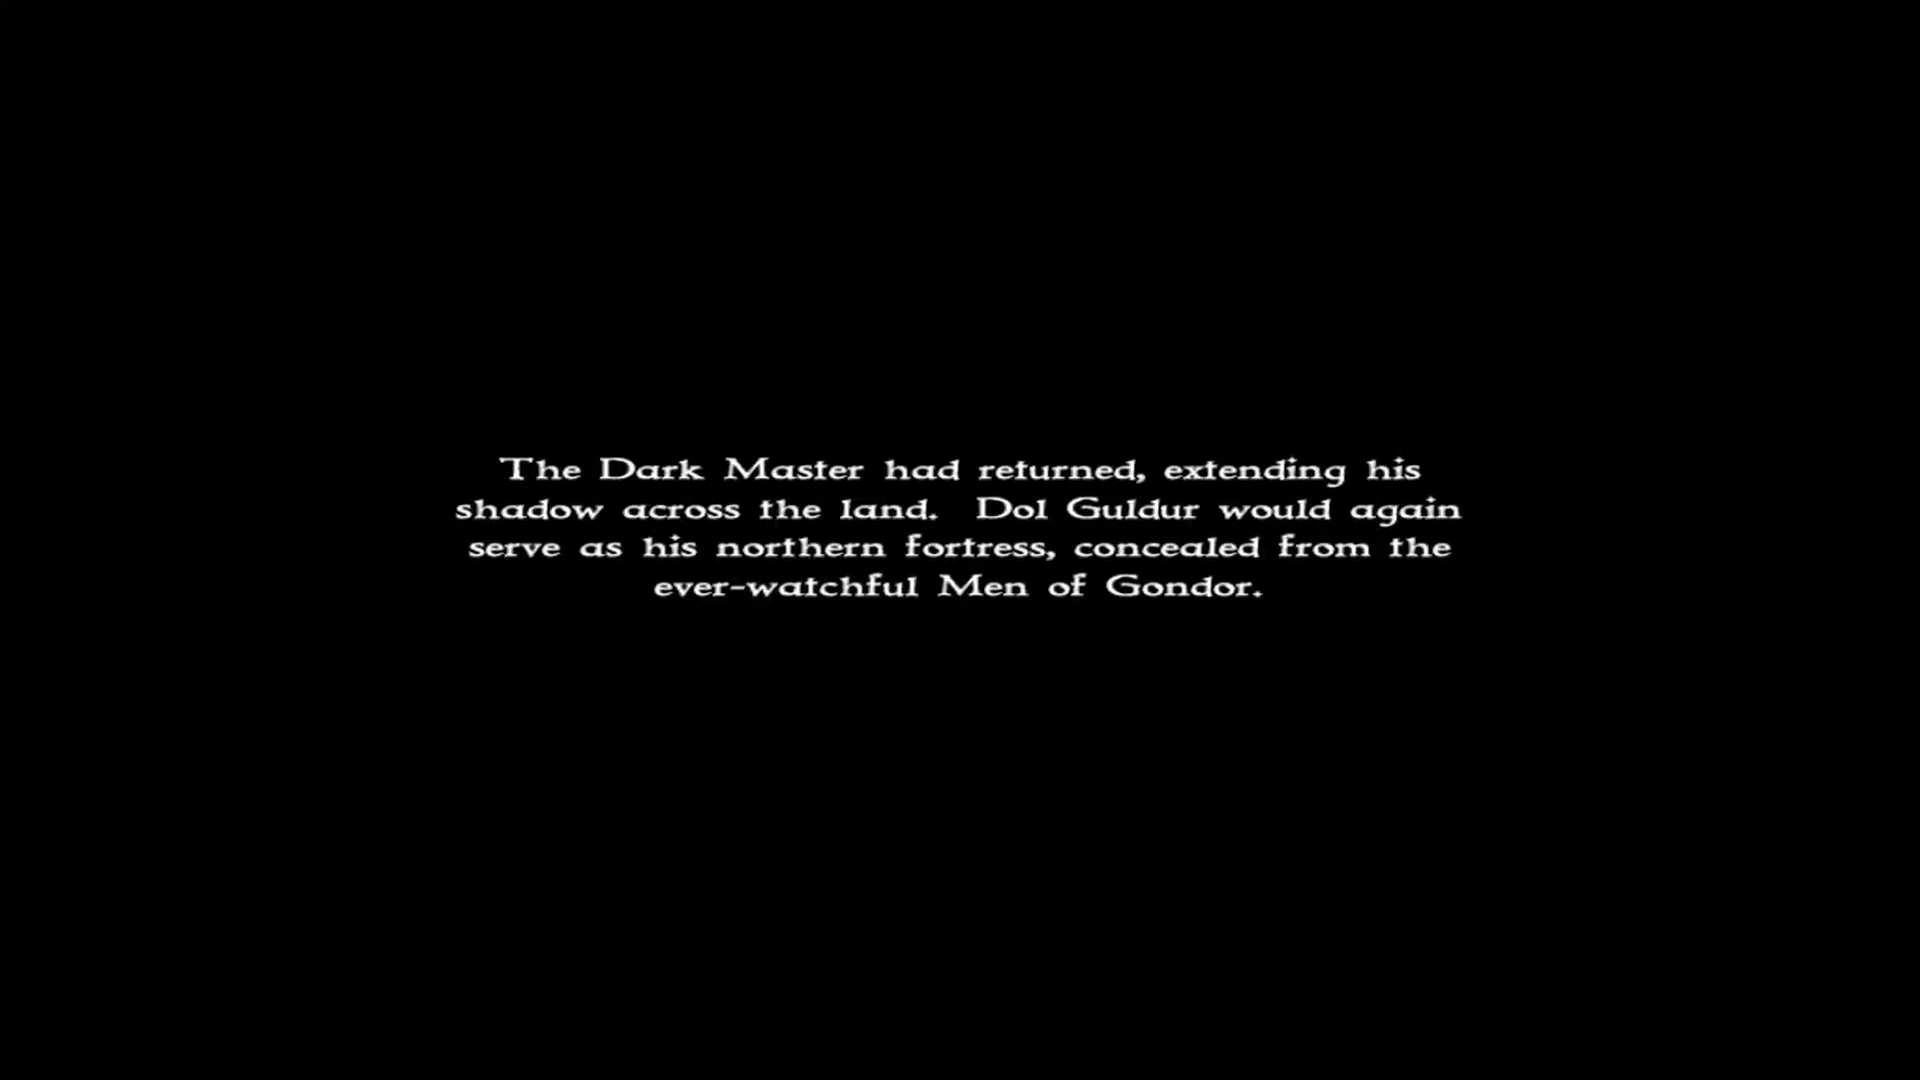 The Dark Master had returned, extending his
shadow across the land.  Dol Guldur would again
serve as his northern fortress, concealed from the
ever-watchful Men of Gondor.